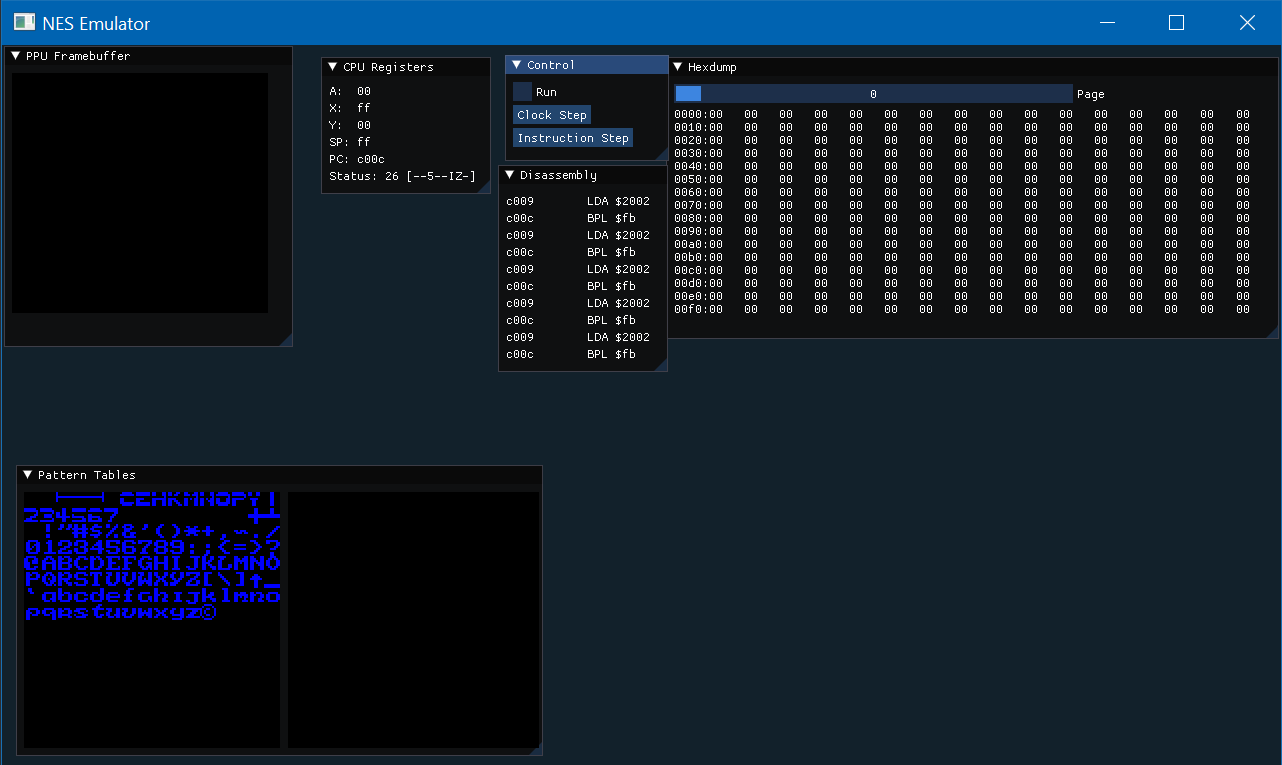 NES Emulator
PPU Framebuffer
CPU Registers
A: 00
X: ff
Y: 00
SP: ff
PC: c00c
Status: 26 [--5--IZ-]
Control
Run
Clock Step
Instruction Step
Disassembly
c009 LDA $2002
c00c BPL $fb
c009 LDA $2002
c00c BPL $fb
c009 LDA $2002
c00c BPL $fb
c009 LDA $2002
c00c BPL $fb
c009 LDA $2002
c00c BPL $fb
Hexdump
0 Page
0000:00 00 00 00 00 00 00 00 00 00 00 00 00 00 00 00
0010:00 00 00 00 00 00 00 00 00 00 00 00 00 00 00 00
0020:00 00 00 00 00 00 00 00 00 00 00 00 00 00 00 00
0030:00 00 00 00 00 00 00 00 00 00 00 00 00 00 00 00
0040:00 00 00 00 00 00 00 00 00 00 00 00 00 00 00 00
0050:00 00 00 00 00 00 00 00 00 00 00 00 00 00 00 00
0060:00 00 00 00 00 00 00 00 00 00 00 00 00 00 00 00
0070:00 00 00 00 00 00 00 00 00 00 00 00 00 00 00 00
0080:00 00 00 00 00 00 00 00 00 00 00 00 00 00 00 00
0090:00 00 00 00 00 00 00 00 00 00 00 00 00 00 00 00
00a0:00 00 00 00 00 00 00 00 00 00 00 00 00 00 00 00
00b0:00 00 00 00 00 00 00 00 00 00 00 00 00 00 00 00
00c0:00 00 00 00 00 00 00 00 00 00 00 00 00 00 00 00
00d0:00 00 00 00 00 00 00 00 00 00 00 00 00 00 00 00
00e0:00 00 00 00 00 00 00 00 00 00 00 00 00 00 00 00
00f0:00 00 00 00 00 00 00 00 00 00 00 00 00 00 00 00
Pattern Tables
234567
!"#$%&'()*+,-./
0123456789:;<=>?
@ABCDEFGHIJKLMNO
PQRSTUVWXYZ[\]↑_
`abcdefghijklmno
pqrstuvwxyz©